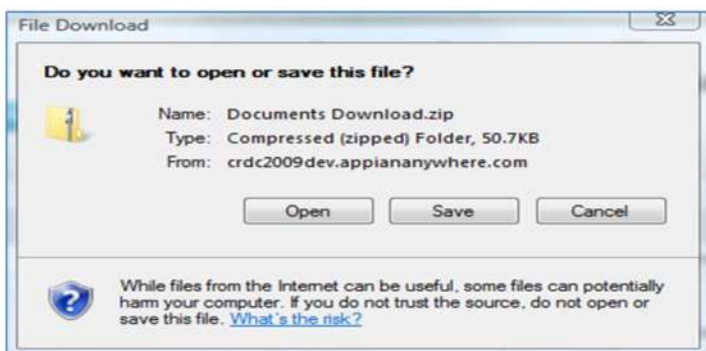 File Download
Do you want to open or save this file?
Name: Documents Download.zip
Type: Compressed (zipped) Folder, 50.7KB
From: crdc2009dev.appiananywhere.com
Open Save Cancel
While files from the Internet can be useful, some files can potentially
harm your computer. If you do not trust the source, do not open or
save this file. What's the risk?